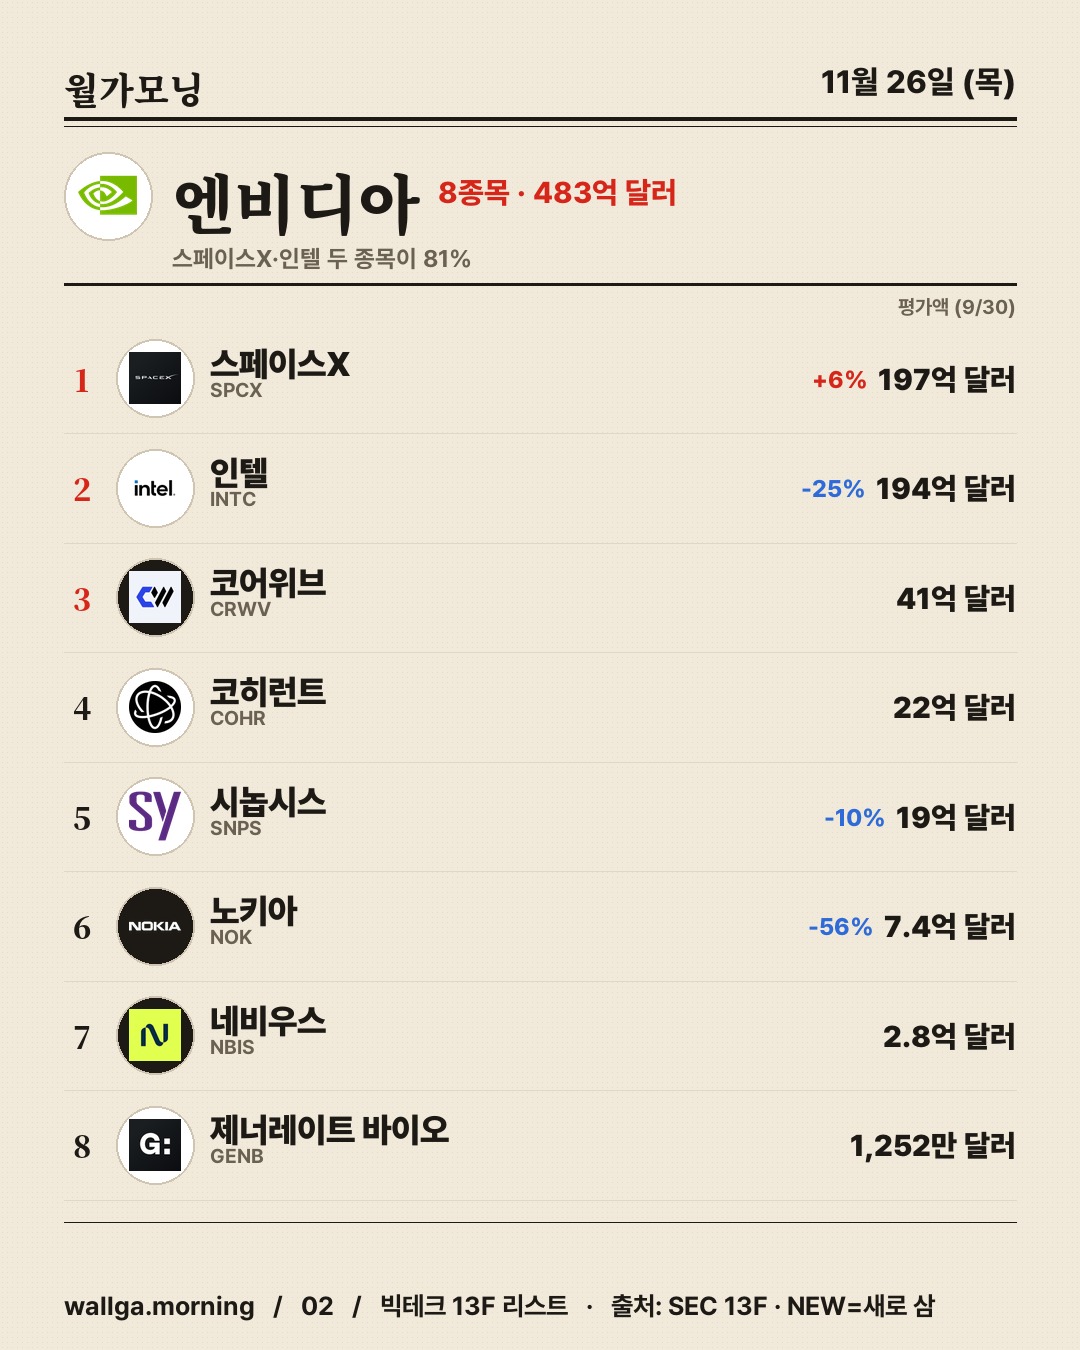 월가모닝
11월 26일 (목)
엔비디아 8종목 · 483억 달러
스페이스X·인텔 두 종목이 81%
평가액 (9/30)
1 SPACEX 스페이스X +6% 197억 달러
SPCX
2 intel. 인텔 -25% 194억 달러
INTC
3 CW 코어위브 41억 달러
CRWV
4 코히런트 22억 달러
COHR
5 SY 시놉시스 -10% 19억 달러
SNPS
6 NOKIA 노키아 -56% 7.4억 달러
NOK
7 N 네비우스 2.8억 달러
NBIS
8 G: 제너레이트 바이오 1,252만 달러
GENB
wallga.morning / 02 / 빅테크 13F 리스트 · 출처: SEC 13F · NEW=새로 삼